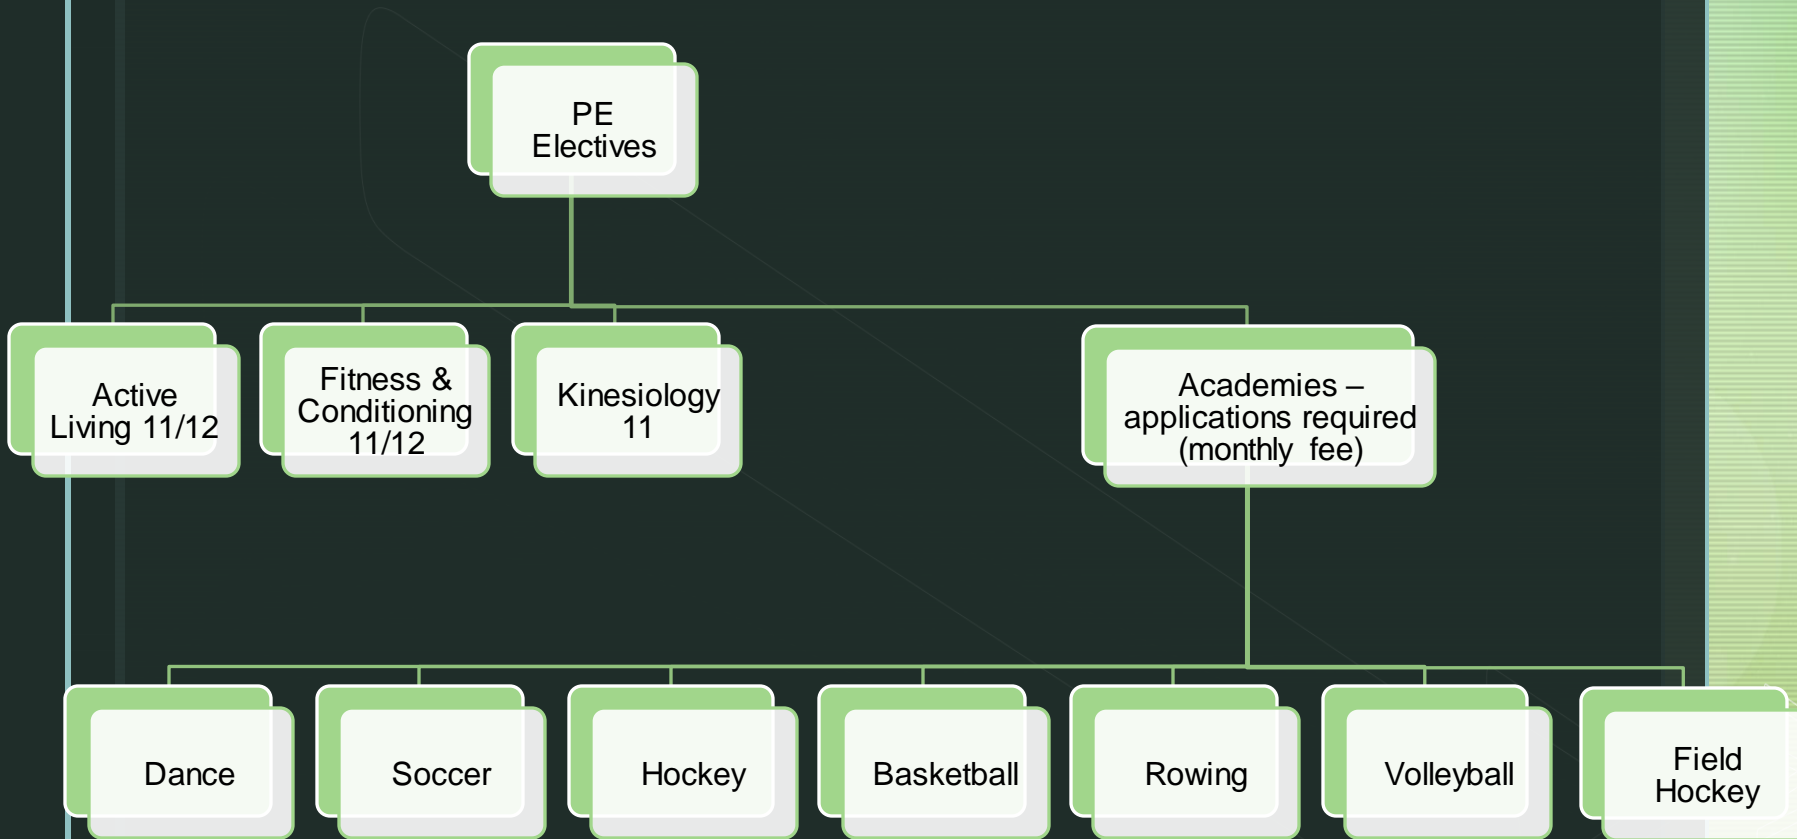 PE
Electives
Active
Living 11/12
Fitness &
Conditioning
11/12
Kinesiology
11
Academies –
applications required
(monthly fee)
Dance
Soccer
Hockey
Basketball
Rowing
Volleyball
Field
Hockey